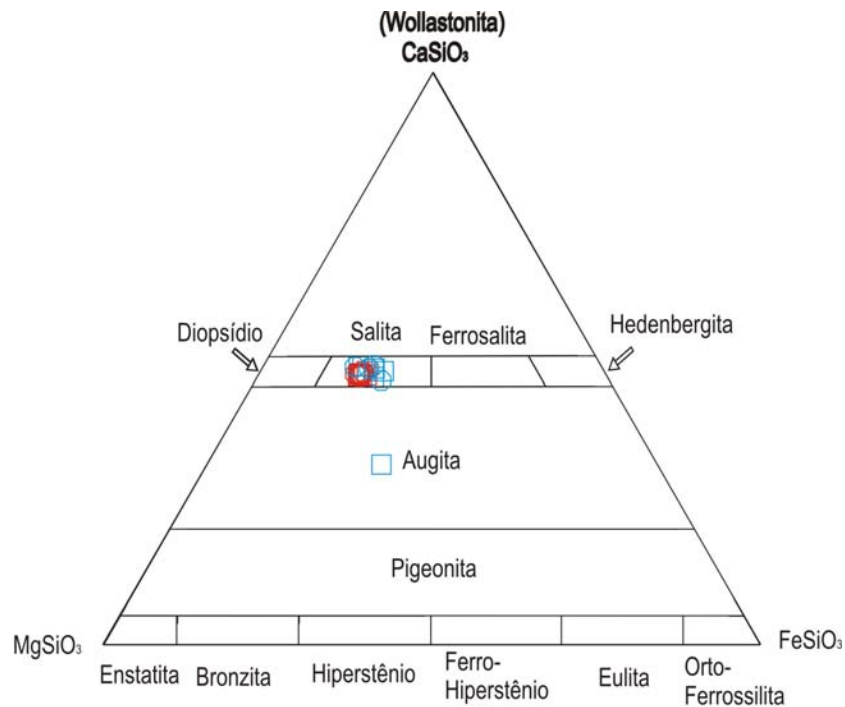 (Wollastonita)
CaSiO₃
Diopsídio
Salita
Ferrosalita
Hedenbergita
Augita
Pigeonita
MgSiO₃
FeSiO₃
Enstatita
Bronzita
Hiperstênio
Ferro-
Hiperstênio
Eulita
Orto-
Ferrossilita